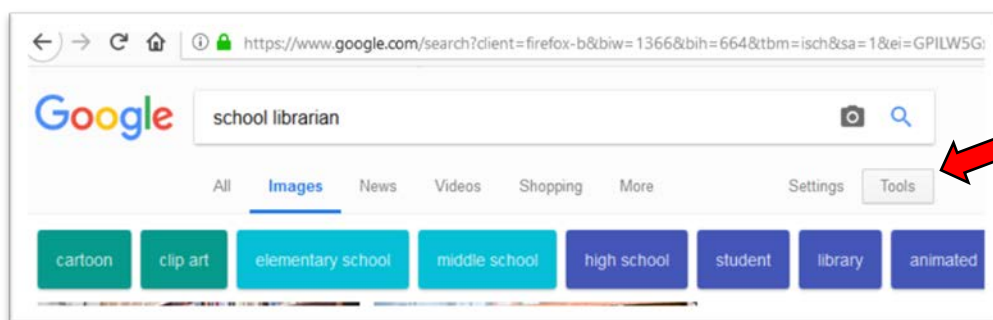 https://www.google.com/search?client=firefox-b&biw=1366&bih=664&tbm=isch&sa=1&ei=GPILW5G
Google school librarian
All Images News Videos Shopping More Settings Tools
cartoon clip art elementary school middle school high school student library animated